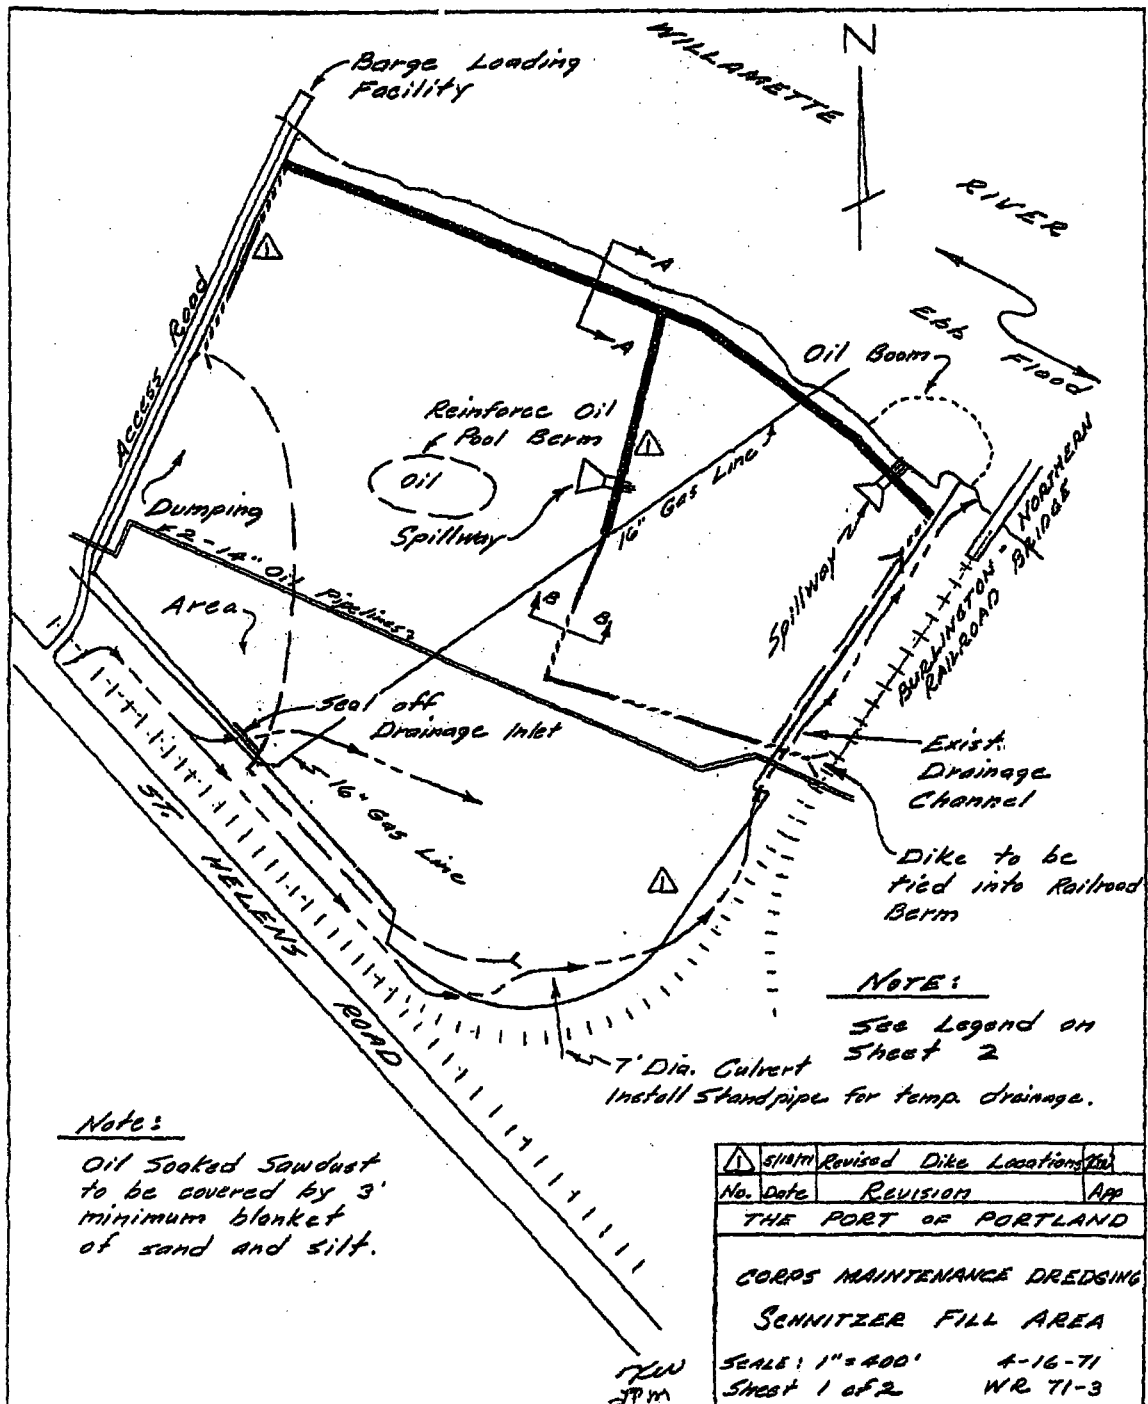 WILLAMETTE
RIVER
N
Barge Loading
Facility
A
A
Ebb
Flood
Oil Boom
Access Road
1
Reinforce Oil
Pool Berm
Oil
1
16" Gas Line
Dumping
Area
Spillway
2-14" Oil Pipelines
B
B
Spillway
BURLINGTON - NORTHERN
RAILROAD BRIDGE
Seal off
Drainage Inlet
16" Gas Line
Exist.
Drainage
Channel
1
Dike to be
tied into Railroad
Berm
ST. HELENS ROAD
NOTE:
See Legend on
Sheet 2
7' Dia. Culvert
Install Standpipe for temp. drainage.
Note:
Oil Soaked Sawdust
to be covered by 3'
minimum blanket
of sand and silt.
1 Revised Dike Locations
No. Date Revision App
THE PORT OF PORTLAND
CORPS MAINTENANCE DREDGING
SCHNITZER FILL AREA
SCALE: 1"=400' 4-16-71
Sheet 1 of 2 WR 71-3
JPM